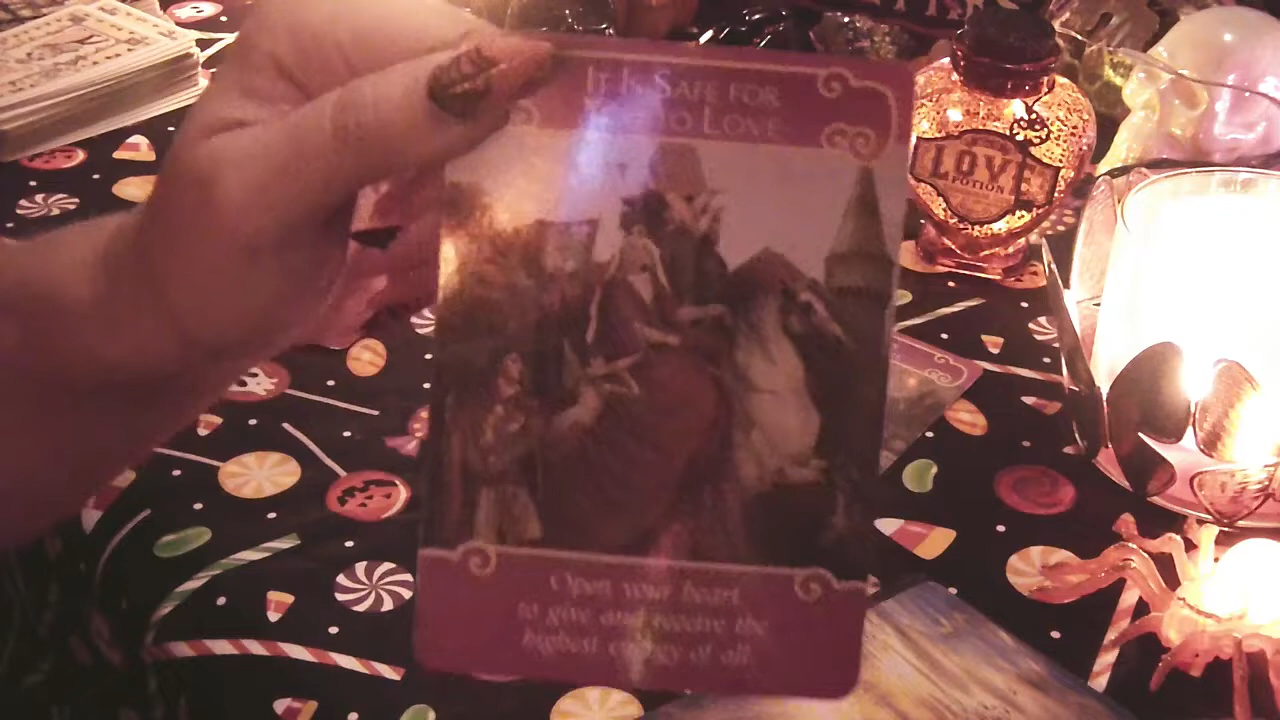 It Is Safe for
You to Love
LOVE
POTION
Open your heart
to give and receive the
highest energy of all.